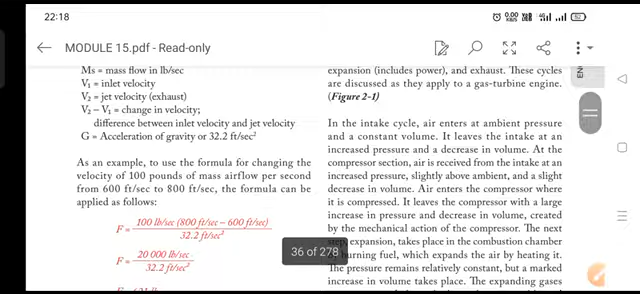 22:18
0.00 KB/S
MODULE 15.pdf - Read-only
Ms = mass flow in lb/sec
V₁ = inlet velocity
V₂ = jet velocity (exhaust)
V₂ − V₁ = change in velocity;
difference between inlet velocity and jet velocity
G = Acceleration of gravity or 32.2 ft/sec²
As an example, to use the formula for changing the
velocity of 100 pounds of mass airflow per second
from 600 ft/sec to 800 ft/sec, the formula can be
applied as follows:
F = 100 lb/sec (800 ft/sec − 600 ft/sec)
32.2 ft/sec²
F = 20 000 lb/sec
32.2 ft/sec²
expansion (includes power), and exhaust. These cycles
are discussed as they apply to a gas-turbine engine.
(Figure 2-1)
In the intake cycle, air enters at ambient pressure
and a constant volume. It leaves the intake at an
increased pressure and a decrease in volume. At
the compressor section, air is received from the intake at an
increased pressure, slightly above ambient, and a slight
decrease in volume. Air enters the compressor where
it is compressed. It leaves the compressor with a large
increase in pressure and decrease in volume, created
by the mechanical action of the compressor. The next
step, expansion, takes place in the combustion chamber
burning fuel, which expands the air by heating it.
The pressure remains relatively constant, but a marked
increase in volume takes place. The expanding gases
36 of 278